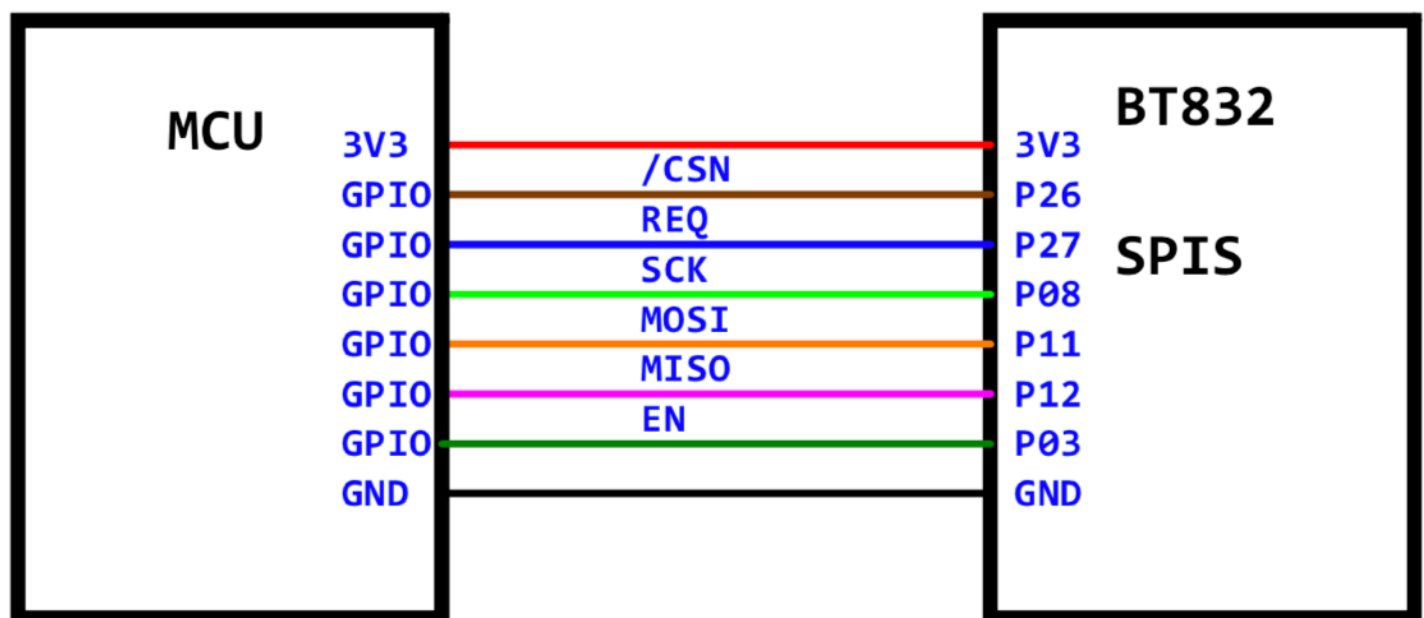 MCU
BT832
3V3 3V3
/CSN
GPIO P26
REQ
GPIO P27
SPIS
SCK
GPIO P08
MOSI
GPIO P11
MISO
GPIO P12
EN
GPIO P03
GND GND